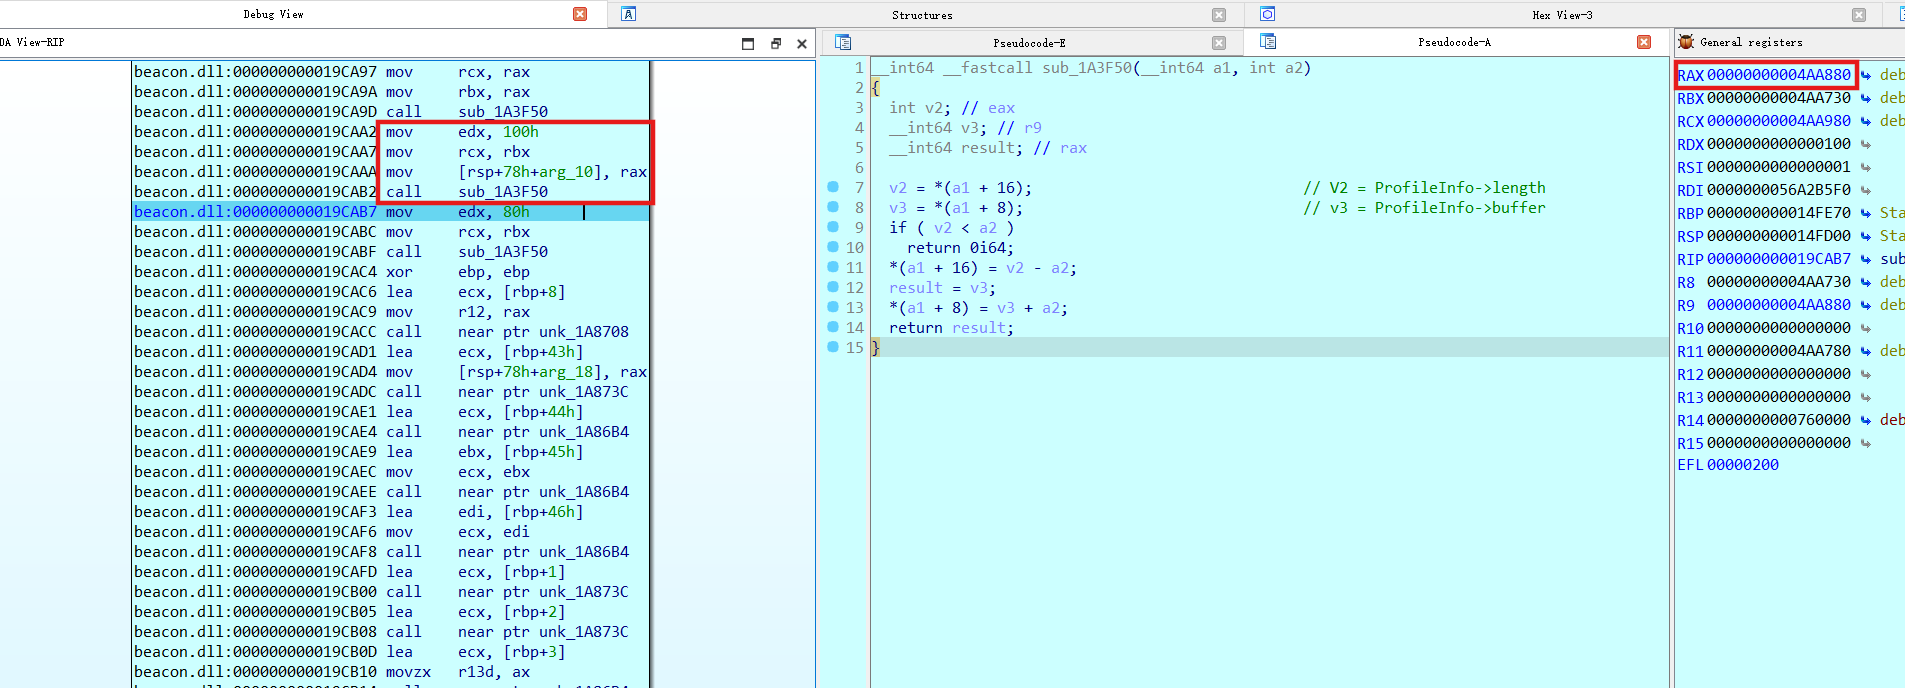 Debug View
Structures
Hex View-3
DA View-RIP
Pseudocode-E
Pseudocode-A
General registers
beacon.dll:000000000019CA97 mov rcx, rax
beacon.dll:000000000019CA9A mov rbx, rax
beacon.dll:000000000019CA9D call sub_1A3F50
beacon.dll:000000000019CAA2 mov edx, 100h
beacon.dll:000000000019CAA7 mov rcx, rbx
beacon.dll:000000000019CAAA mov [rsp+78h+arg_10], rax
beacon.dll:000000000019CAB2 call sub_1A3F50
beacon.dll:000000000019CAB7 mov edx, 80h
beacon.dll:000000000019CABC mov rcx, rbx
beacon.dll:000000000019CABF call sub_1A3F50
beacon.dll:000000000019CAC4 xor ebp, ebp
beacon.dll:000000000019CAC6 lea ecx, [rbp+8]
beacon.dll:000000000019CAC9 mov r12, rax
beacon.dll:000000000019CACC call near ptr unk_1A8708
beacon.dll:000000000019CAD1 lea ecx, [rbp+43h]
beacon.dll:000000000019CAD4 mov [rsp+78h+arg_18], rax
beacon.dll:000000000019CADC call near ptr unk_1A873C
beacon.dll:000000000019CAE1 lea ecx, [rbp+44h]
beacon.dll:000000000019CAE4 call near ptr unk_1A86B4
beacon.dll:000000000019CAE9 lea ebx, [rbp+45h]
beacon.dll:000000000019CAEC mov ecx, ebx
beacon.dll:000000000019CAEE call near ptr unk_1A86B4
beacon.dll:000000000019CAF3 lea edi, [rbp+46h]
beacon.dll:000000000019CAF6 mov ecx, edi
beacon.dll:000000000019CAF8 call near ptr unk_1A86B4
beacon.dll:000000000019CAFD lea ecx, [rbp+1]
beacon.dll:000000000019CB00 call near ptr unk_1A873C
beacon.dll:000000000019CB05 lea ecx, [rbp+2]
beacon.dll:000000000019CB08 call near ptr unk_1A873C
beacon.dll:000000000019CB0D lea ecx, [rbp+3]
beacon.dll:000000000019CB10 movzx r13d, ax
1 __int64 __fastcall sub_1A3F50(__int64 a1, int a2)
2 {
3 int v2; // eax
4 __int64 v3; // r9
5 __int64 result; // rax
6
7 v2 = *(a1 + 16); // V2 = ProfileInfo->length
8 v3 = *(a1 + 8); // v3 = ProfileInfo->buffer
9 if ( v2 < a2 )
10 return 0i64;
11 *(a1 + 16) = v2 - a2;
12 result = v3;
13 *(a1 + 8) = v3 + a2;
14 return result;
15 }
RAX 00000000004AA880 deb
RBX 00000000004AA730 deb
RCX 00000000004AA980 deb
RDX 0000000000000100
RSI 0000000000000001
RDI 0000000056A2B5F0
RBP 000000000014FE70 Sta
RSP 000000000014FD00 Sta
RIP 000000000019CAB7 sub
R8 00000000004AA730 deb
R9 00000000004AA880 deb
R10 0000000000000000
R11 00000000004AA780 deb
R12 0000000000000000
R13 0000000000000000
R14 0000000000760000 deb
R15 0000000000000000
EFL 00000200